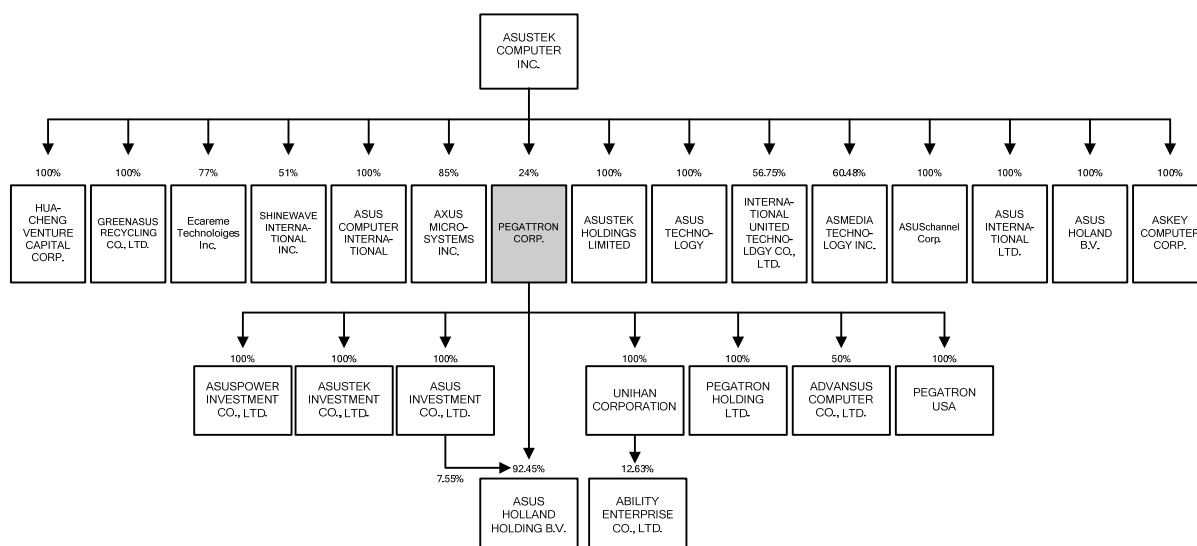 ASUSTEK
COMPUTER
INC.
100%
100%
77%
51%
100%
85%
24%
100%
100%
56.75%
60.48%
100%
100%
100%
100%
HUA-
CHENG
VENTURE
CAPITAL
CORP.
GREENASUS
RECYCLING
CO., LTD.
Ecareme
Technoloiges
Inc.
SHINEWAVE
INTERNA-
TIONAL INC.
ASUS
COMPUTER
INTERNA-
TIONAL
AXUS
MICRO-
SYSTEMS
INC.
PEGATTRON
CORP.
ASUSTEK
HOLDINGS
LIMITED
ASUS
TECHNO-
LOGY
INTERNA-
TIONAL
UNITED
TECHNO-
LDGY CO.,
LTD.
ASMEDIA
TECHNO-
LOGY INC.
ASUSchannel
Corp.
ASUS
INTERNA-
TIONAL
LTD.
ASUS
HOLAND
B.V.
ASKEY
COMPUTER
CORP.
100%
100%
100%
100%
100%
50%
100%
ASUSPOWER
INVESTMENT
CO., LTD.
ASUSTEK
INVESTMENT
CO., LTD.
ASUS
INVESTMENT
CO., LTD.
UNIHAN
CORPORATION
PEGATRON
HOLDING
LTD.
ADVANSUS
COMPUTER
CO., LTD.
PEGATRON
USA
7.55%
92.45%
12.63%
ASUS
HOLLAND
HOLDING B.V.
ABILITY
ENTERPRISE
CO., LTD.